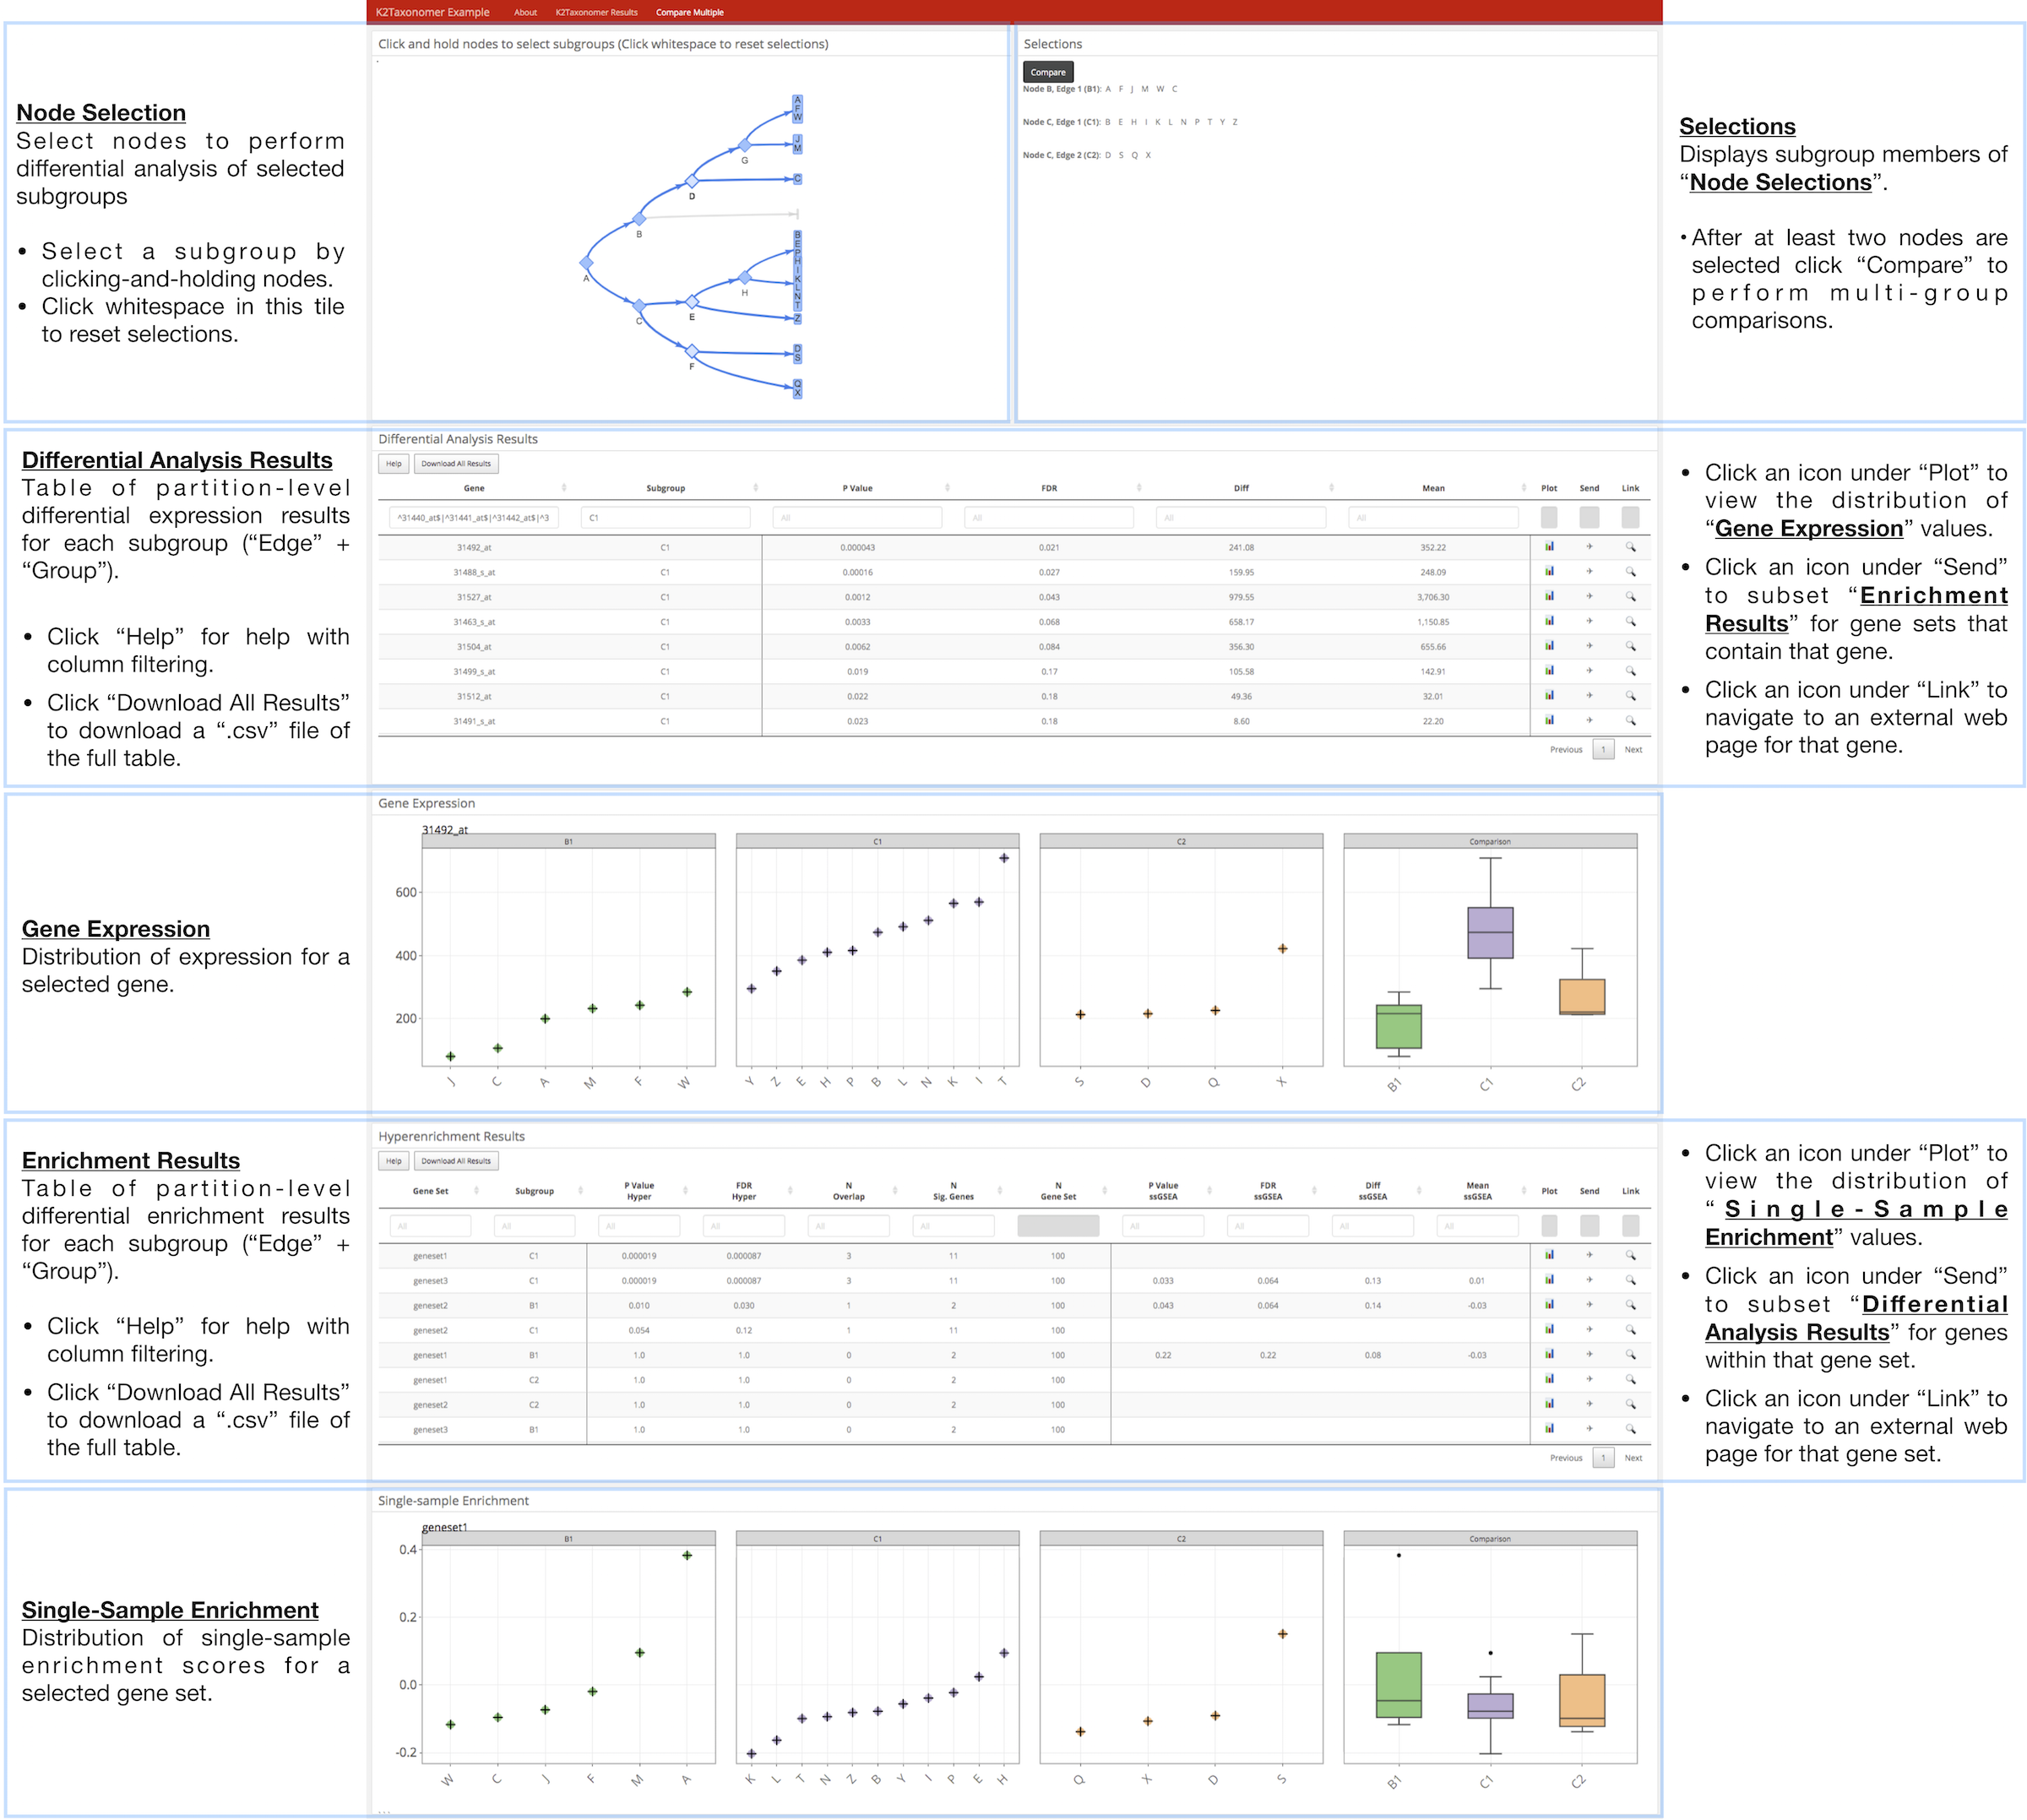 K2Taxonomer Example About K2Taxonomer Results Compare Multiple
Node Selection
Select nodes to perform
differential analysis of selected
subgroups
• Select a subgroup by
clicking-and-holding nodes.
• Click whitespace in this tile
to reset selections.
Click and hold nodes to select subgroups (Click whitespace to reset selections)
A
F
W
J
M
G
C
D
B
A
B
E
P
H
I
K
L
N
T
H
Z
E
C
D
S
F
Q
X
Selections
Compare
Node B, Edge 1 (B1): A F J M W C
Node C, Edge 1 (C1): B E H I K L N P T Y Z
Node C, Edge 2 (C2): D S Q X
Selections
Displays subgroup members of
“Node Selections”.
• After at least two nodes are
selected click “Compare” to
perform multi-group
comparisons.
Differential Analysis Results
Table of partition-level
differential expression results
for each subgroup (“Edge” +
“Group”).
• Click “Help” for help with
column filtering.
• Click “Download All Results”
to download a “.csv” file of
the full table.
Differential Analysis Results
Help Download All Results
Gene Subgroup P Value FDR Diff Mean Plot Send Link
^31440_at$|^31441_at$|^31442_at$|^3 C1 All All All All
31492_at C1 0.000043 0.021 241.08 352.22
31488_s_at C1 0.00016 0.027 159.95 248.09
31527_at C1 0.0012 0.043 979.55 3,706.30
31463_s_at C1 0.0033 0.068 658.17 1,150.85
31504_at C1 0.0062 0.084 356.30 655.66
31499_s_at C1 0.019 0.17 105.58 142.91
31512_at C1 0.022 0.18 49.36 32.01
31491_s_at C1 0.023 0.18 8.60 22.20
Previous 1 Next
• Click an icon under “Plot” to
view the distribution of
“Gene Expression” values.
• Click an icon under “Send”
to subset “Enrichment
Results” for gene sets that
contain that gene.
• Click an icon under “Link” to
navigate to an external web
page for that gene.
Gene Expression
Distribution of expression for a
selected gene.
Gene Expression
31492_at
B1 C1 C2 Comparison
600
400
200
J C A M F W Y Z E H P B L N K I T S D Q X B1 C1 C2
Enrichment Results
Table of partition-level
differential enrichment results
for each subgroup (“Edge” +
“Group”).
• Click “Help” for help with
column filtering.
• Click “Download All Results”
to download a “.csv” file of
the full table.
Hyperenrichment Results
Help Download All Results
Gene Set Subgroup P Value Hyper FDR Hyper N Overlap N Sig. Genes N Gene Set P Value ssGSEA FDR ssGSEA Diff ssGSEA Mean ssGSEA Plot Send Link
All All All All All All All All All All
geneset1 C1 0.000019 0.000087 3 11 100
geneset3 C1 0.000019 0.000087 3 11 100 0.033 0.064 0.13 0.01
geneset2 B1 0.010 0.030 1 2 100 0.043 0.064 0.14 -0.03
geneset2 C1 0.054 0.12 1 11 100
geneset1 B1 1.0 1.0 0 2 100 0.22 0.22 0.08 -0.03
geneset1 C2 1.0 1.0 0 2 100
geneset2 C2 1.0 1.0 0 2 100
geneset3 B1 1.0 1.0 0 2 100
Previous 1 Next
• Click an icon under “Plot” to
view the distribution of
“Single-Sample
Enrichment” values.
• Click an icon under “Send”
to subset “Differential
Analysis Results” for genes
within that gene set.
• Click an icon under “Link” to
navigate to an external web
page for that gene set.
Single-Sample Enrichment
Distribution of single-sample
enrichment scores for a
selected gene set.
Single-sample Enrichment
geneset1
B1 C1 C2 Comparison
0.4
0.2
0.0
-0.2
W C J F M A K L T N Z B Y I P E H Q X D S B1 C1 C2